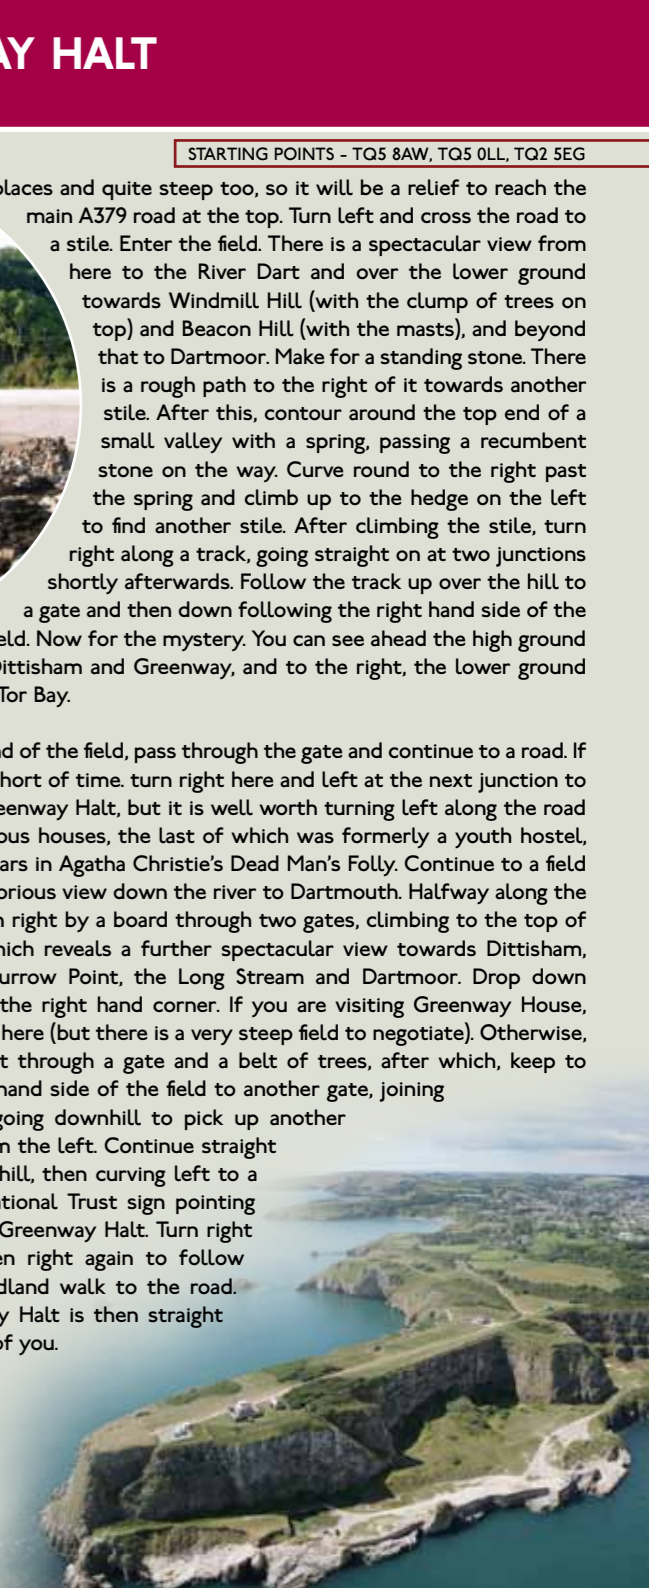 AY HALT
STARTING POINTS - TQ5 8AW, TQ5 0LL, TQ2 5EG
places and quite steep too, so it will be a relief to reach the
main A379 road at the top. Turn left and cross the road to
a stile. Enter the field. There is a spectacular view from
here to the River Dart and over the lower ground
towards Windmill Hill (with the clump of trees on
top) and Beacon Hill (with the masts), and beyond
that to Dartmoor. Make for a standing stone. There
is a rough path to the right of it towards another
stile. After this, contour around the top end of a
small valley with a spring, passing a recumbent
stone on the way. Curve round to the right past
the spring and climb up to the hedge on the left
to find another stile. After climbing the stile, turn
right along a track, going straight on at two junctions
shortly afterwards. Follow the track up over the hill to
a gate and then down following the right hand side of the
eld. Now for the mystery. You can see ahead the high ground
Dittisham and Greenway, and to the right, the lower ground
Tor Bay.
nd of the field, pass through the gate and continue to a road. If
hort of time. turn right here and left at the next junction to
eenway Halt, but it is well worth turning left along the road
ous houses, the last of which was formerly a youth hostel,
ars in Agatha Christie's Dead Man's Folly. Continue to a field
orious view down the river to Dartmouth. Halfway along the
n right by a board through two gates, climbing to the top of
hich reveals a further spectacular view towards Dittisham,
urrow Point, the Long Stream and Dartmoor. Drop down
the right hand corner. If you are visiting Greenway House,
here (but there is a very steep field to negotiate). Otherwise,
t through a gate and a belt of trees, after which, keep to
hand side of the field to another gate, joining
going downhill to pick up another
m the left. Continue straight
hill, then curving left to a
ational Trust sign pointing
Greenway Halt. Turn right
en right again to follow
dland walk to the road.
y Halt is then straight
of you.